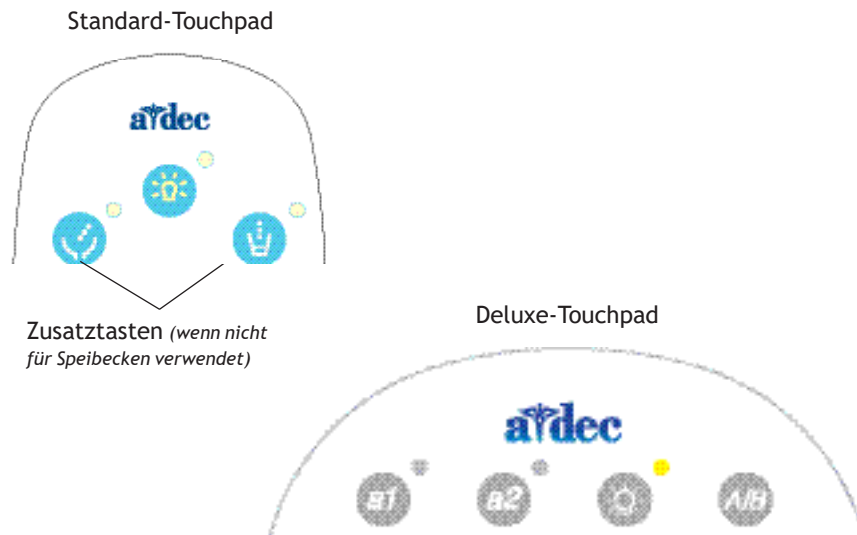 Standard-Touchpad
a dec
Zusatztasten (wenn nicht
für Speibecken verwendet)
Deluxe-Touchpad
a dec
a1 a2 A/B